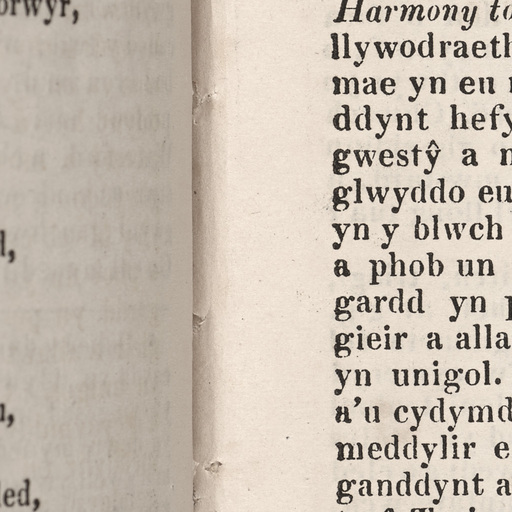 orwyr,
d,
n,
led,
Harmony to
llywodraeth
mae yn eu
ddynt hefy
gwestŷ a
glwyddo eu
yn y blwch
a phob un
gardd yn
gieir a alla
yn unigol.
a'u cydymd
meddylir e
ganddynt a